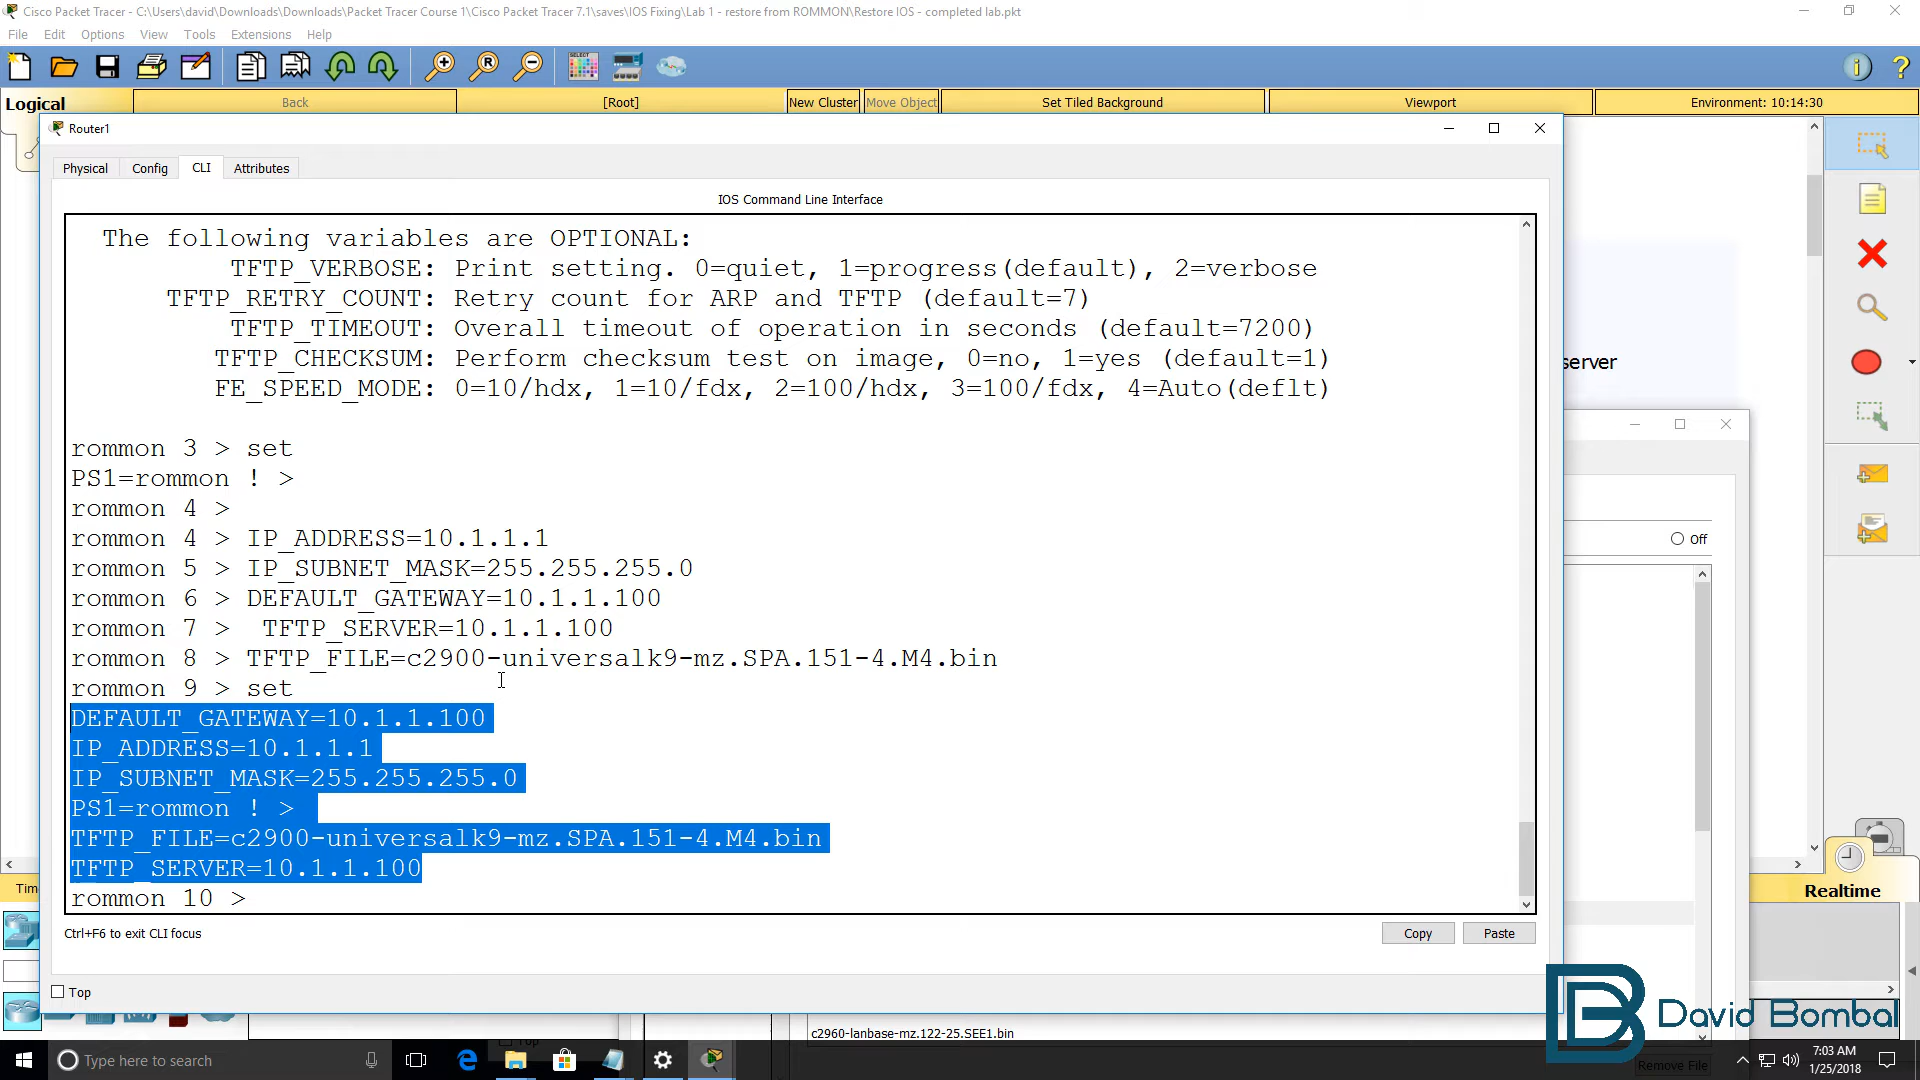 Cisco Packet Tracer - C:\Users\david\Downloads\Downloads\Packet Tracer Course 1\Cisco Packet Tracer 7.1\saves\IOS Fixing\Lab 1 - restore from ROMMON\Restore IOS - completed lab.pkt
File Edit Options View Tools Extensions Help
Logical Back [Root] New Cluster Move Object Set Tiled Background Viewport Environment: 10:14:30
Router1
Physical Config CLI Attributes
IOS Command Line Interface
The following variables are OPTIONAL:
TFTP_VERBOSE: Print setting. 0=quiet, 1=progress(default), 2=verbose
TFTP_RETRY_COUNT: Retry count for ARP and TFTP (default=7)
TFTP_TIMEOUT: Overall timeout of operation in seconds (default=7200)
TFTP_CHECKSUM: Perform checksum test on image, 0=no, 1=yes (default=1)
server
FE_SPEED_MODE: 0=10/hdx, 1=10/fdx, 2=100/hdx, 3=100/fdx, 4=Auto(deflt)
rommon 3 > set
PS1=rommon ! >
rommon 4 >
rommon 4 > IP_ADDRESS=10.1.1.1
Off
rommon 5 > IP_SUBNET_MASK=255.255.255.0
rommon 6 > DEFAULT_GATEWAY=10.1.1.100
rommon 7 >  TFTP_SERVER=10.1.1.100
rommon 8 > TFTP_FILE=c2900-universalk9-mz.SPA.151-4.M4.bin
rommon 9 > set
DEFAULT_GATEWAY=10.1.1.100
IP_ADDRESS=10.1.1.1
IP_SUBNET_MASK=255.255.255.0
PS1=rommon ! >
TFTP_FILE=c2900-universalk9-mz.SPA.151-4.M4.bin
TFTP_SERVER=10.1.1.100
rommon 10 >
Tim
Realtime
Ctrl+F6 to exit CLI focus
Copy Paste
Top
c2960-lanbase-mz.122-25.SEE1.bin
David Bombal
Type here to search
Remove File
7:03 AM
1/25/2018